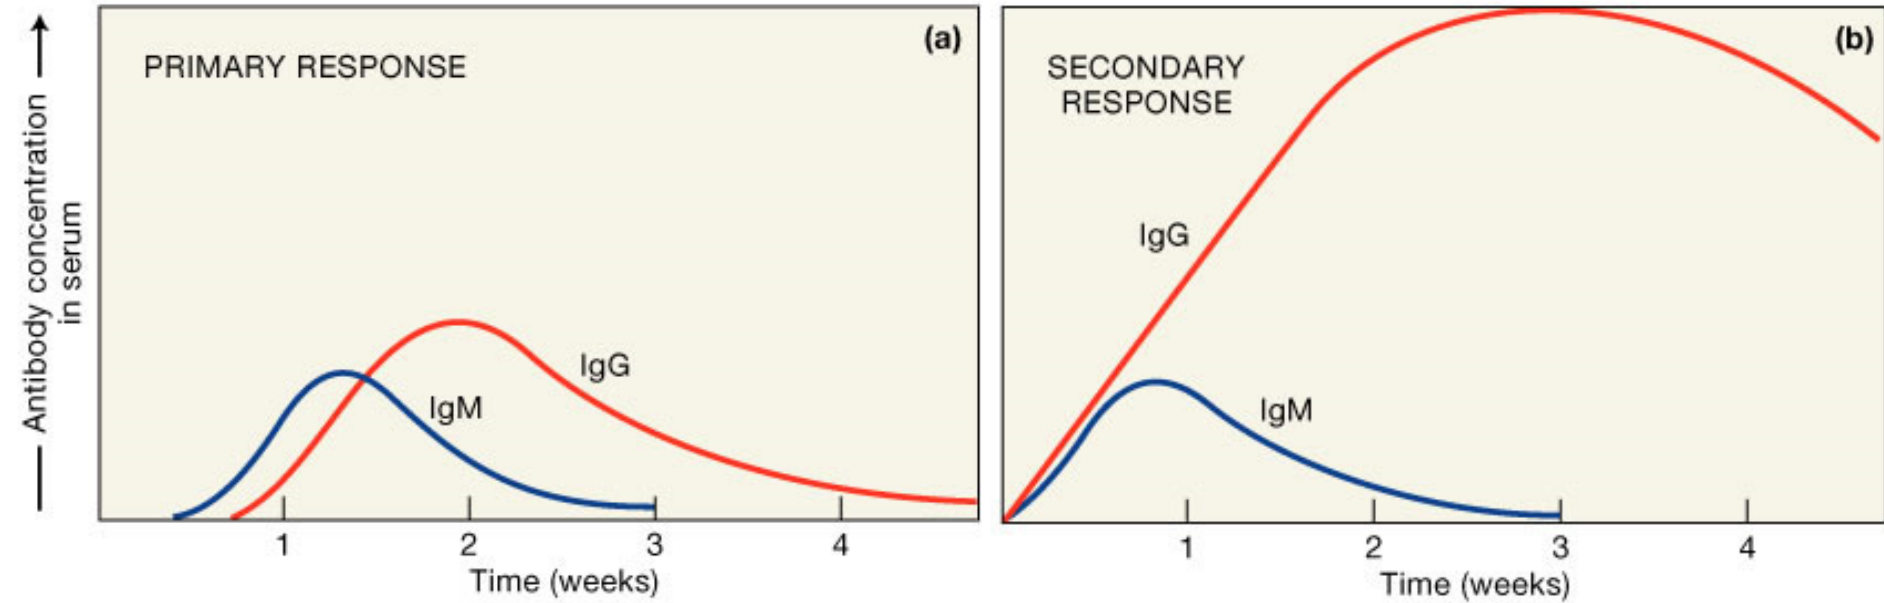 Antibody concentration
in serum
PRIMARY RESPONSE
(a)
IgG
IgM
1 2 3 4
Time (weeks)
SECONDARY
RESPONSE
(b)
IgG
IgM
1 2 3 4
Time (weeks)